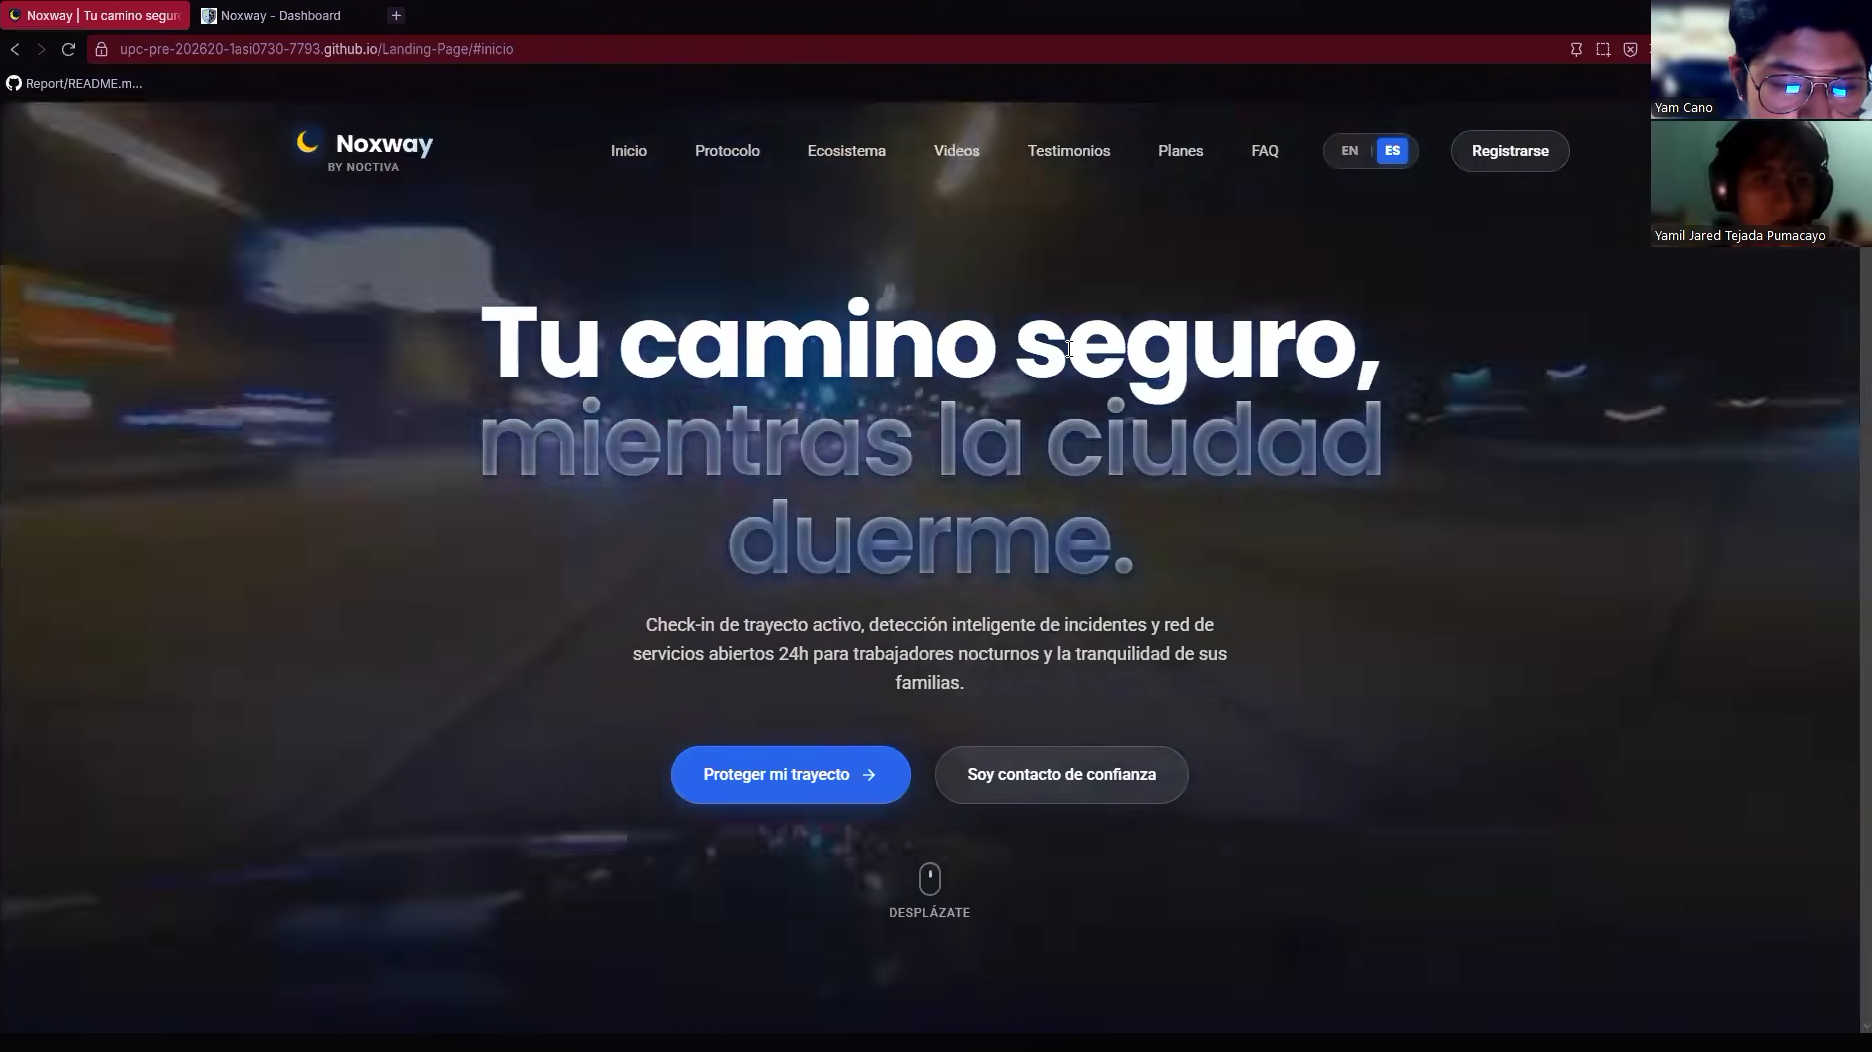 Noxway | Tu camino segur
Noxway - Dashboard
upc-pre-202620-1asi0730-7793.github.io/Landing-Page/#inicio
Report/README.m...
Yam Cano
Yamil Jared Tejada Pumacayo
Noxway
BY NOCTIVA
Inicio
Protocolo
Ecosistema
Videos
Testimonios
Planes
FAQ
EN
ES
Registrarse
Tu camino seguro,
mientras la ciudad
duerme.
Check-in de trayecto activo, detección inteligente de incidentes y red de
servicios abiertos 24h para trabajadores nocturnos y la tranquilidad de sus
familias.
Proteger mi trayecto
Soy contacto de confianza
DESPLÁZATE